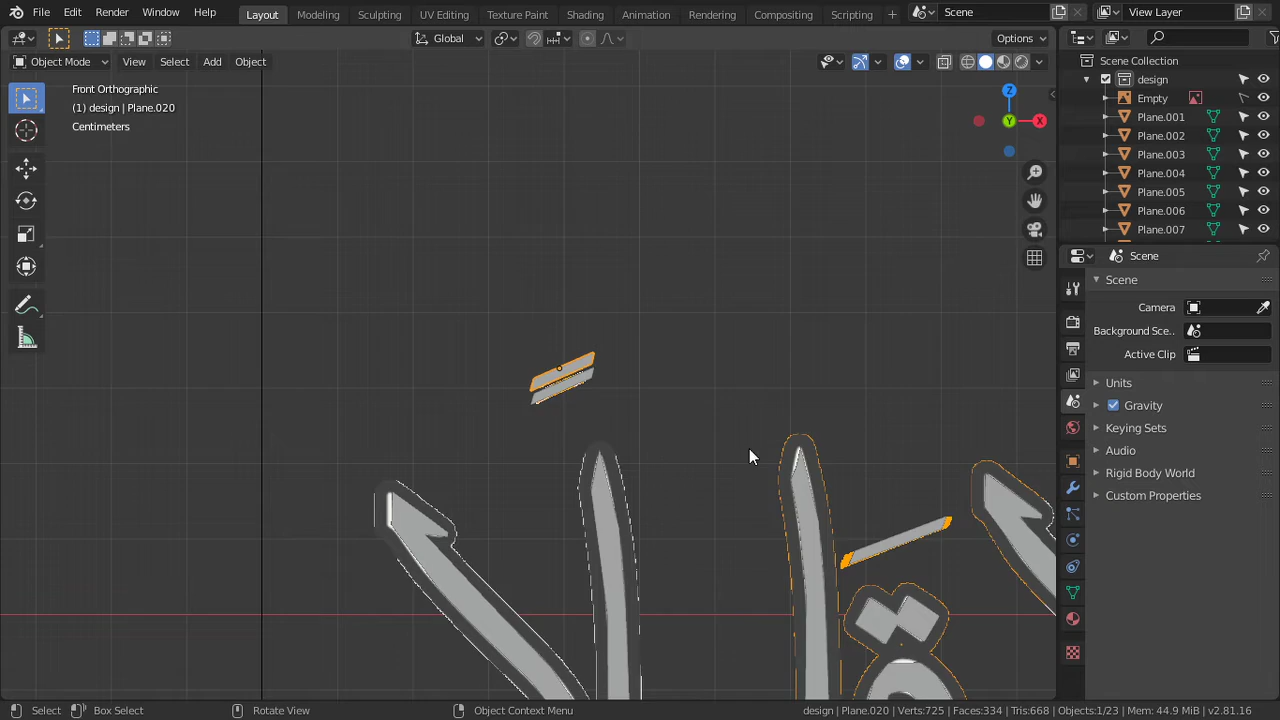 File Edit Render Window Help
Layout Modeling Sculpting UV Editing Texture Paint Shading Animation Rendering Compositing Scripting +
Scene
View Layer
Global
Options
Object Mode View Select Add Object
Front Orthographic
(1) design | Plane.020
Centimeters
Z
Y
X
Scene Collection
design
Empty
Plane.001
Plane.002
Plane.003
Plane.004
Plane.005
Plane.006
Plane.007
Scene
Scene
Camera
Background Sce..
Active Clip
Units
Gravity
Keying Sets
Audio
Rigid Body World
Custom Properties
Select Box Select Rotate View Object Context Menu
design | Plane.020 | Verts:725 | Faces:334 | Tris:668 | Objects:1/23 | Mem: 44.9 MiB | v2.81.16